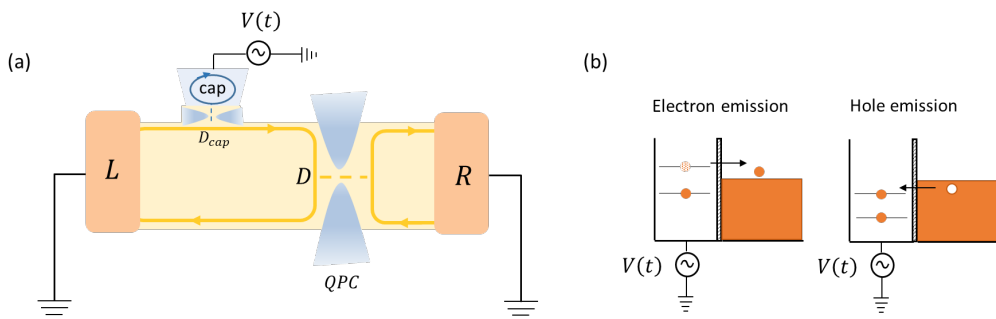 (a)
V(t)
cap
D_cap
L
D
R
QPC
(b)
Electron emission
Hole emission
V(t)
V(t)